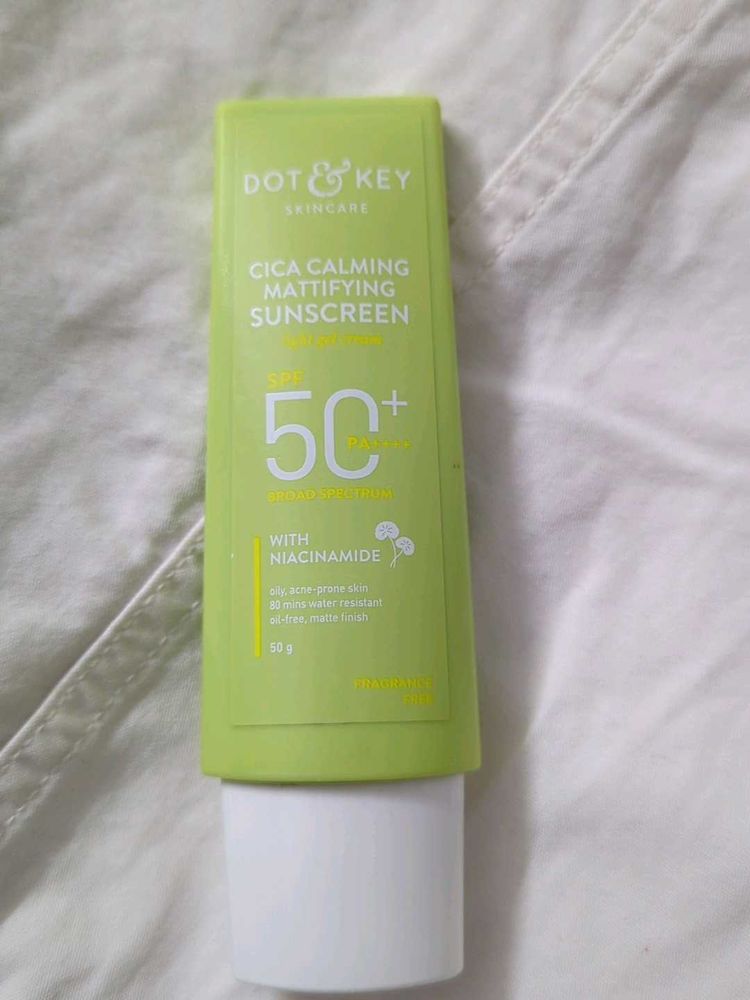 DOT & KEY
SKINCARE
CICA CALMING
MATTIFYING
SUNSCREEN
light gel cream
SPF
50+
PA++++
BROAD SPECTRUM
WITH
NIACINAMIDE
oily, acne-prone skin
80 mins water resistant
oil-free, matte finish
50 g
FRAGRANCE
FREE